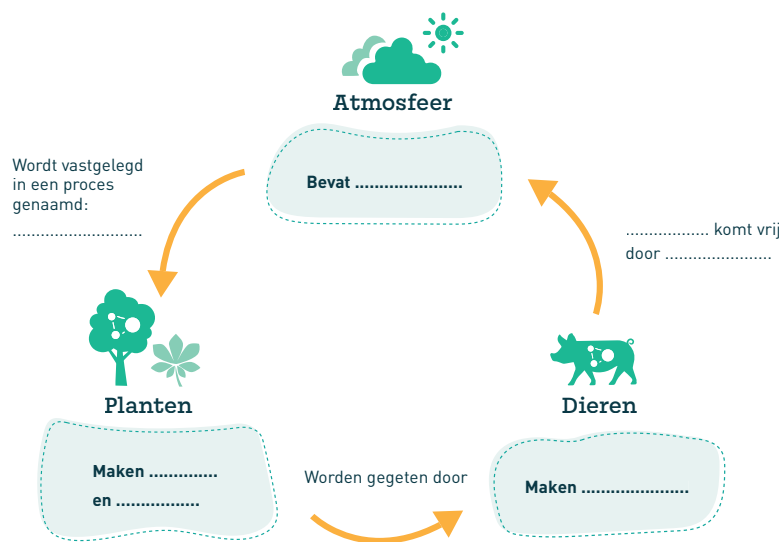 Atmosfeer
Bevat .......................
Wordt vastgelegd
in een proces
genaamd:
...........................
.................. komt vrij
door .......................
Planten
Maken ..............
en ..................
Worden gegeten door
Dieren
Maken .......................